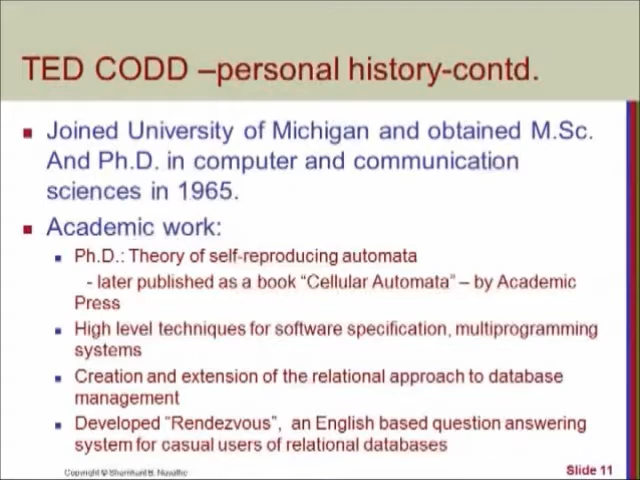 TED CODD –personal history-contd.
Joined University of Michigan and obtained M.Sc.
And Ph.D. in computer and communication
sciences in 1965.
Academic work:
Ph.D.: Theory of self-reproducing automata
- later published as a book “Cellular Automata” – by Academic
Press
High level techniques for software specification, multiprogramming
systems
Creation and extension of the relational approach to database
management
Developed “Rendezvous”, an English based question answering
system for casual users of relational databases
Copyright © Shamkant B. Navathe
Slide 11